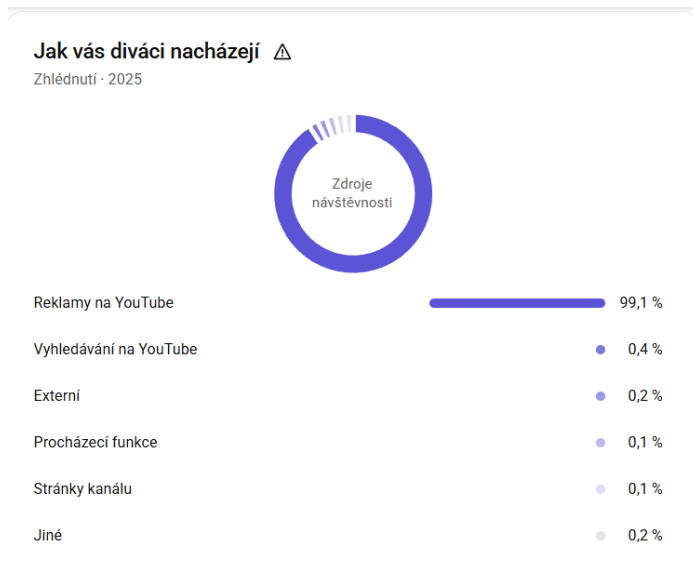 Jak vás diváci nacházejí
Zhlédnutí · 2025
Zdroje
návštěvnosti
Reklamy na YouTube 99,1 %
Vyhledávání na YouTube 0,4 %
Externí 0,2 %
Procházecí funkce 0,1 %
Stránky kanálu 0,1 %
Jiné 0,2 %